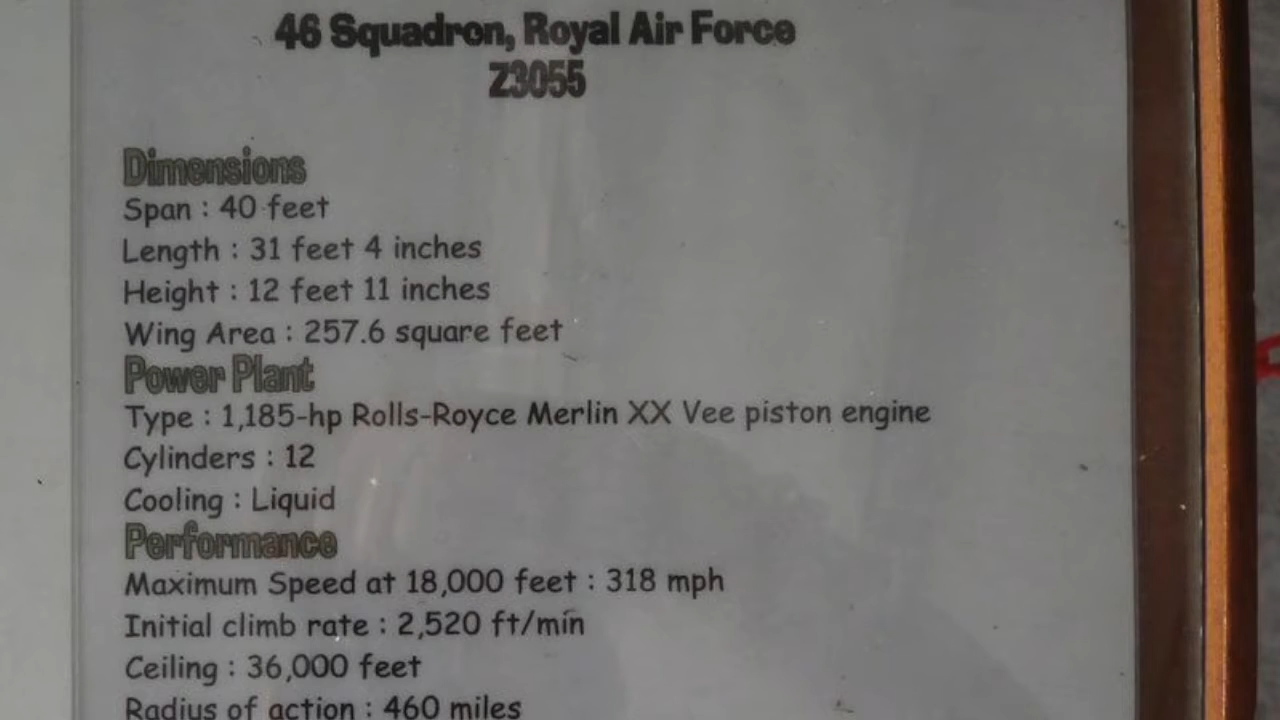 46 Squadron, Royal Air Force
Z3055
Dimensions
Span : 40 feet
Length : 31 feet 4 inches
Height : 12 feet 11 inches
Wing Area : 257.6 square feet
Power Plant
Type : 1,185-hp Rolls-Royce Merlin XX Vee piston engine
Cylinders : 12
Cooling : Liquid
Performance
Maximum Speed at 18,000 feet : 318 mph
Initial climb rate : 2,520 ft/min
Ceiling : 36,000 feet
Radius of action : 460 miles